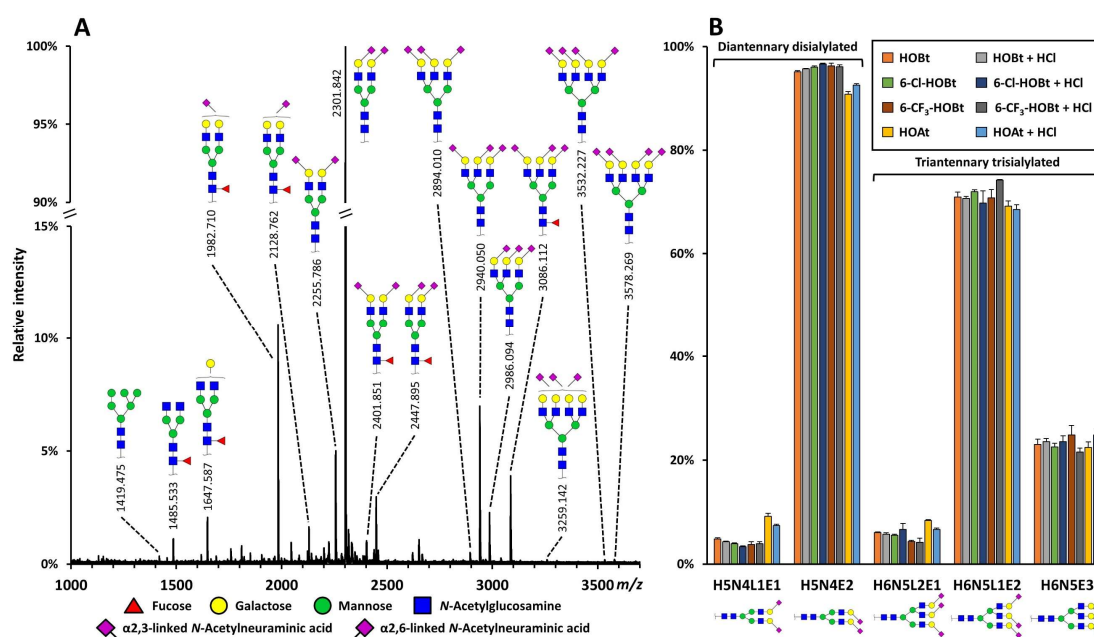 A
100%
95%
90%
15%
10%
5%
0%
Relative intensity
1000
1500
2000
2500
3000
3500
m/z
1419.475
1485.533
1647.587
1982.710
2128.762
2255.786
2301.842
2401.851
2447.895
2894.010
2940.050
2986.094
3086.112
3259.142
3532.227
3578.269
Fucose
Galactose
Mannose
N-Acetylglucosamine
α2,3-linked N-Acetylneuraminic acid
α2,6-linked N-Acetylneuraminic acid
B
Diantennary disialylated
HOBt
HOBt + HCl
6-Cl-HOBt
6-Cl-HOBt + HCl
6-CF3-HOBt
6-CF3-HOBt + HCl
HOAt
HOAt + HCl
Triantennary trisialylated
100%
80%
60%
40%
20%
0%
H5N4L1E1
H5N4E2
H6N5L2E1
H6N5L1E2
H6N5E3